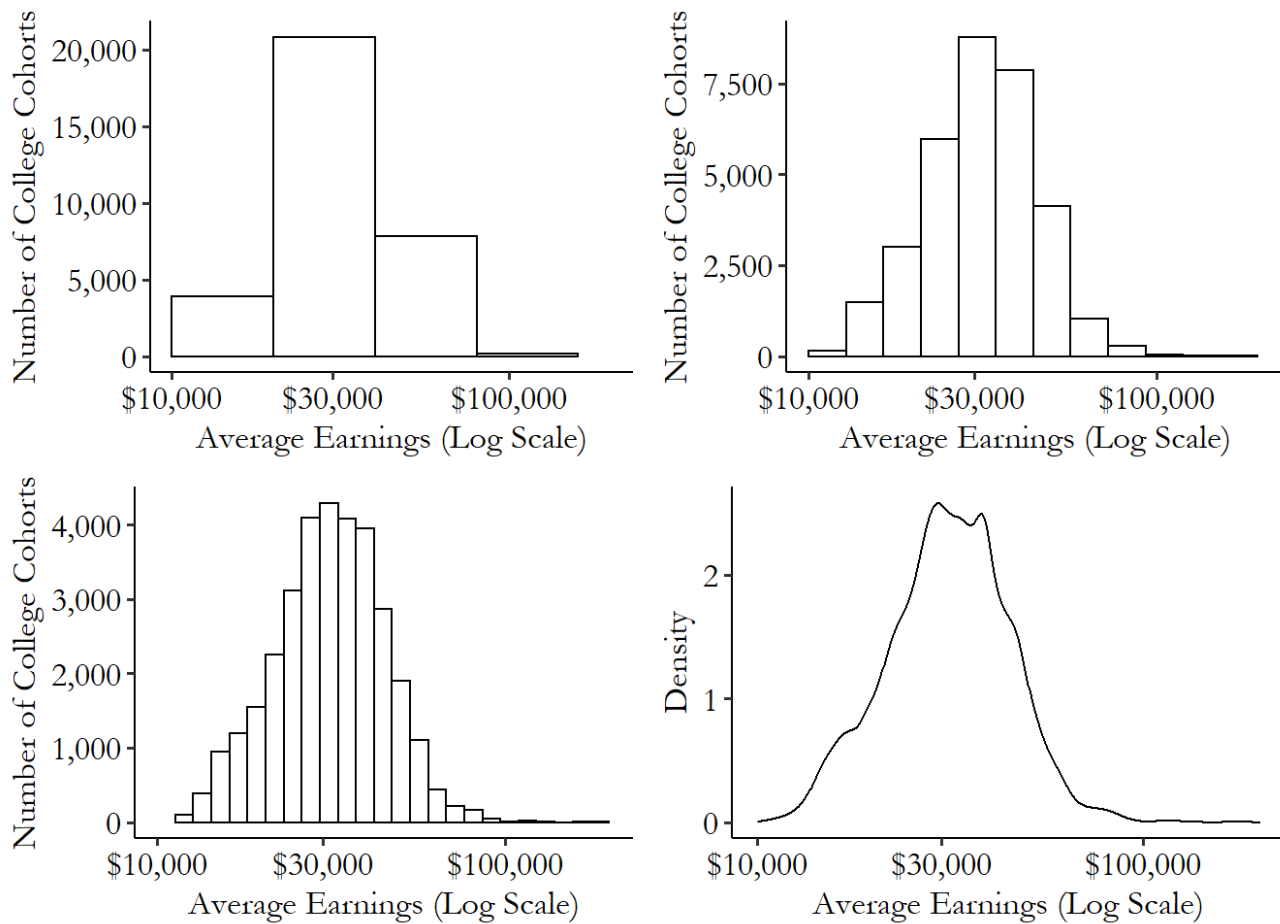 Number of College Cohorts
20,000
15,000
10,000
5,000
0
$10,000 $30,000 $100,000
Average Earnings (Log Scale)
Number of College Cohorts
7,500
5,000
2,500
0
$10,000 $30,000 $100,000
Average Earnings (Log Scale)
Number of College Cohorts
4,000
3,000
2,000
1,000
0
$10,000 $30,000 $100,000
Average Earnings (Log Scale)
Density
2
1
0
$10,000 $30,000 $100,000
Average Earnings (Log Scale)